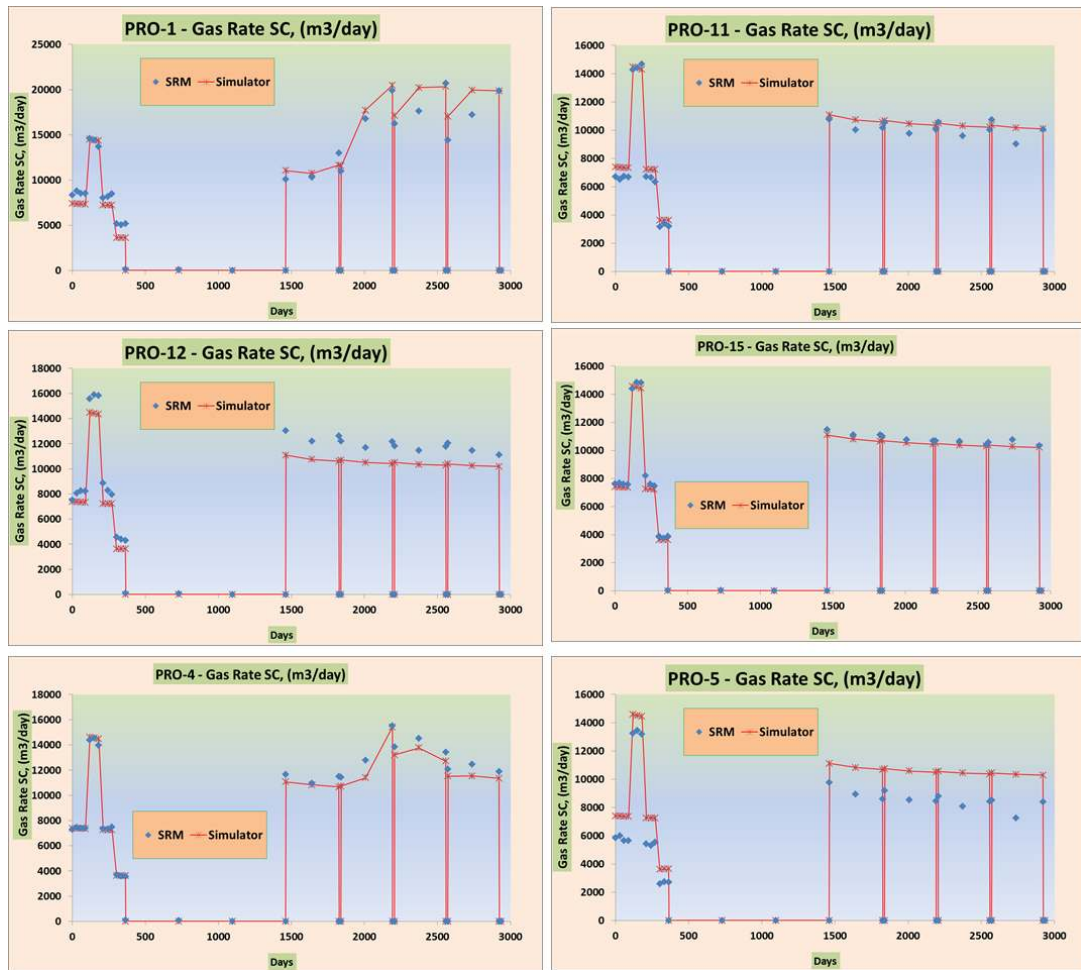 PRO-1 - Gas Rate SC, (m3/day)
Gas Rate SC, (m3/day)
25000
20000
15000
10000
5000
0
SRM Simulator
0 500 1000 1500 2000 2500 3000
Days
PRO-11 - Gas Rate SC, (m3/day)
Gas Rate SC, (m3/day)
16000
14000
12000
10000
8000
6000
4000
2000
0
SRM Simulator
0 500 1000 1500 2000 2500 3000
Days
PRO-12 - Gas Rate SC, (m3/day)
Gas Rate SC, (m3/day)
18000
16000
14000
12000
10000
8000
6000
4000
2000
0
SRM Simulator
0 500 1000 1500 2000 2500 3000
Days
PRO-15 - Gas Rate SC, (m3/day)
Gas Rate SC, (m3/day)
16000
14000
12000
10000
8000
6000
4000
2000
0
SRM Simulator
0 500 1000 1500 2000 2500 3000
Days
PRO-4 - Gas Rate SC, (m3/day)
Gas Rate SC, (m3/day)
18000
16000
14000
12000
10000
8000
6000
4000
2000
0
SRM Simulator
0 500 1000 1500 2000 2500 3000
Days
PRO-5 - Gas Rate SC, (m3/day)
Gas Rate SC, (m3/day)
16000
14000
12000
10000
8000
6000
4000
2000
0
SRM Simulator
0 500 1000 1500 2000 2500 3000
Days